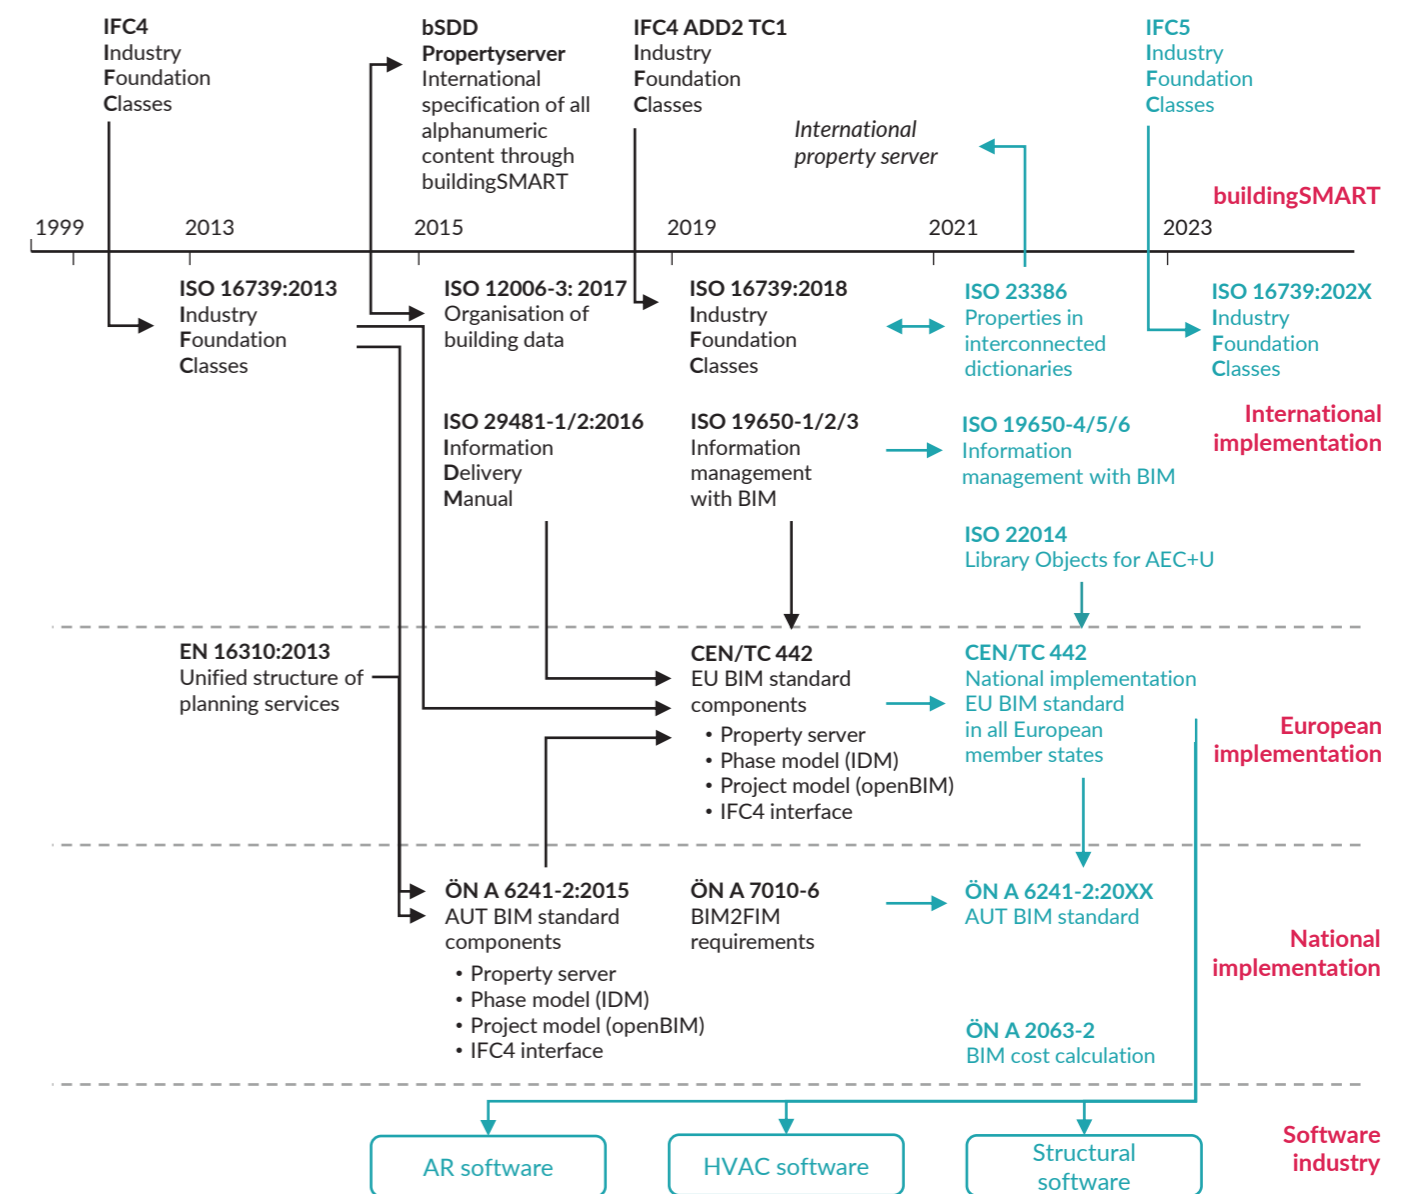 IFC4
Industry
Foundation
Classes
bSDD
Propertyserver
International
specification of all
alphanumeric
content through
buildingSMART
IFC4 ADD2 TC1
Industry
Foundation
Classes
International
property server
IFC5
Industry
Foundation
Classes
buildingSMART
1999
2013
2015
2019
2021
2023
ISO 16739:2013
Industry
Foundation
Classes
ISO 12006-3: 2017
Organisation of
building data
ISO 16739:2018
Industry
Foundation
Classes
ISO 23386
Properties in
interconnected
dictionaries
ISO 16739:202X
Industry
Foundation
Classes
International
implementation
ISO 29481-1/2:2016
Information
Delivery
Manual
ISO 19650-1/2/3
Information
management
with BIM
ISO 19650-4/5/6
Information
management with BIM
ISO 22014
Library Objects for AEC+U
EN 16310:2013
Unified structure of
planning services
CEN/TC 442
EU BIM standard
components
• Property server
• Phase model (IDM)
• Project model (openBIM)
• IFC4 interface
CEN/TC 442
National implementation
EU BIM standard
in all European
member states
European
implementation
ÖN A 6241-2:2015
AUT BIM standard
components
• Property server
• Phase model (IDM)
• Project model (openBIM)
• IFC4 interface
ÖN A 7010-6
BIM2FIM
requirements
ÖN A 6241-2:20XX
AUT BIM standard
National
implementation
ÖN A 2063-2
BIM cost calculation
AR software
HVAC software
Structural
software
Software
industry